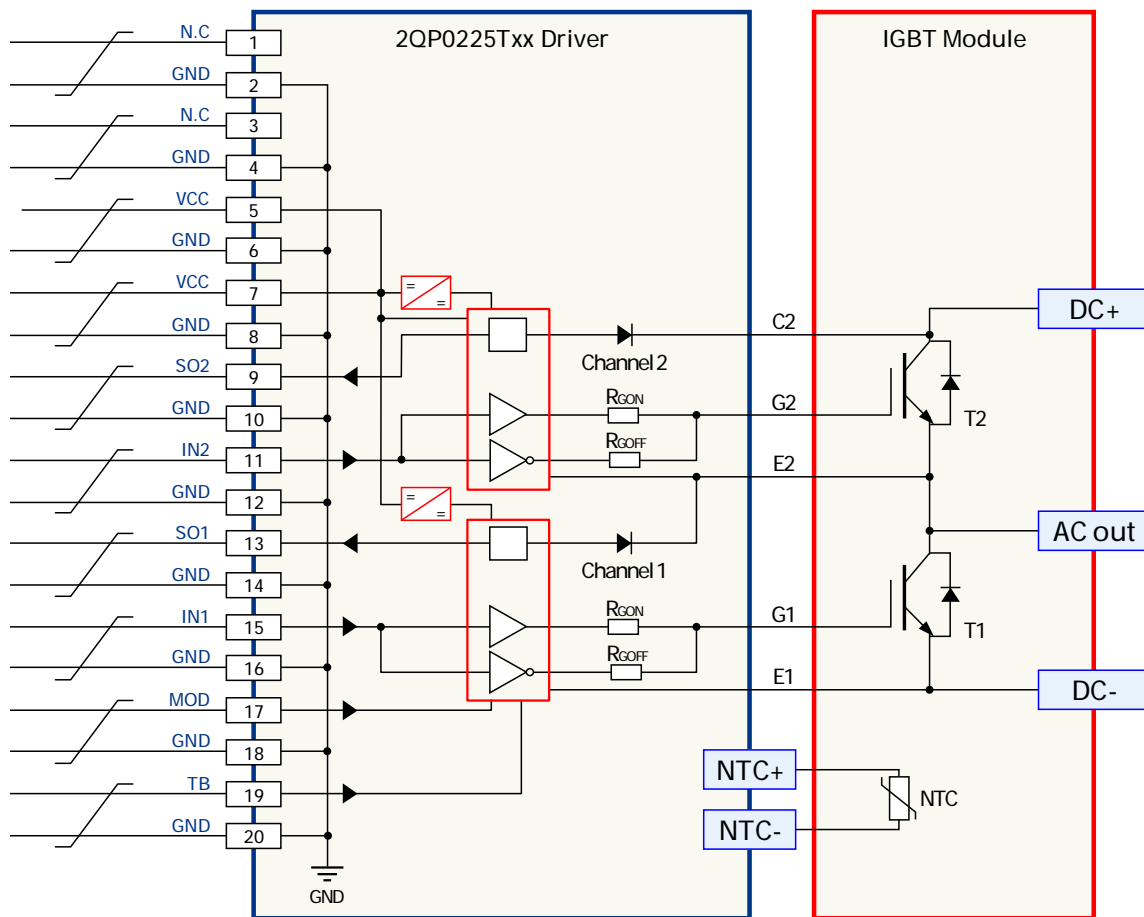 2QP0225Txx Driver
IGBT Module
N.C
1
GND
2
N.C
3
GND
4
VCC
5
GND
6
VCC
7
GND
8
SO2
9
GND
10
IN2
11
GND
12
SO1
13
GND
14
IN1
15
GND
16
MOD
17
GND
18
TB
19
GND
20
GND
=
=
Channel 2
RGON
RGOFF
=
=
Channel 1
RGON
RGOFF
C2
G2
E2
G1
E1
T2
T1
DC+
AC out
DC-
NTC+
NTC-
NTC